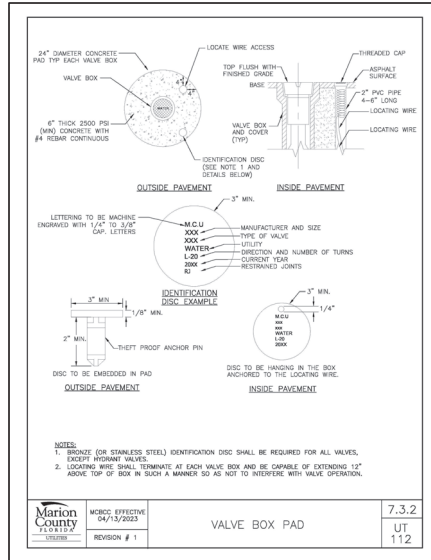 24" DIAMETER CONCRETE
PAD TYP EACH VALVE BOX
VALVE BOX
6" THICK 2500 PSI
(MIN) CONCRETE WITH
#4 REBAR CONTINUOUS
LOCATE WIRE ACCESS
4"
4"
WATER
IDENTIFICATION DISC
(SEE NOTE 1 AND
DETAILS BELOW)
OUTSIDE PAVEMENT
TOP FLUSH WITH
FINISHED GRADE
BASE
THREADED CAP
ASPHALT
SURFACE
2" PVC PIPE
4-6" LONG
LOCATING WIRE
LOCATING WIRE
VALVE BOX
AND COVER
(TYP)
INSIDE PAVEMENT
3" MIN.
LETTERING TO BE MACHINE
ENGRAVED WITH 1/4" TO 3/8"
CAP. LETTERS
M.C.U
XXX
XXX
WATER
L-20
20XX
RJ
MANUFACTURER AND SIZE
TYPE OF VALVE
UTILITY
DIRECTION AND NUMBER OF TURNS
CURRENT YEAR
RESTRAINED JOINTS
IDENTIFICATION
DISC EXAMPLE
3" MIN
1/8" MIN.
2" MIN.
THEFT PROOF ANCHOR PIN
DISC TO BE EMBEDDED IN PAD
OUTSIDE PAVEMENT
3" MIN.
1/4"
M.C.U
XXX
XXX
WATER
L-20
20XX
DISC TO BE HANGING IN THE BOX
ANCHORED TO THE LOCATING WIRE.
INSIDE PAVEMENT
NOTES:
1. BRONZE (OR STAINLESS STEEL) IDENTIFICATION DISC SHALL BE REQUIRED FOR ALL VALVES,
EXCEPT HYDRANT VALVES.
2. LOCATING WIRE SHALL TERMINATE AT EACH VALVE BOX AND BE CAPABLE OF EXTENDING 12"
ABOVE TOP OF BOX IN SUCH A MANNER SO AS NOT TO INTERFERE WITH VALVE OPERATION.
Marion
County
FLORIDA
UTILITIES
MCBCC EFFECTIVE
04/13/2023
REVISION # 1
VALVE BOX PAD
7.3.2
UT
112